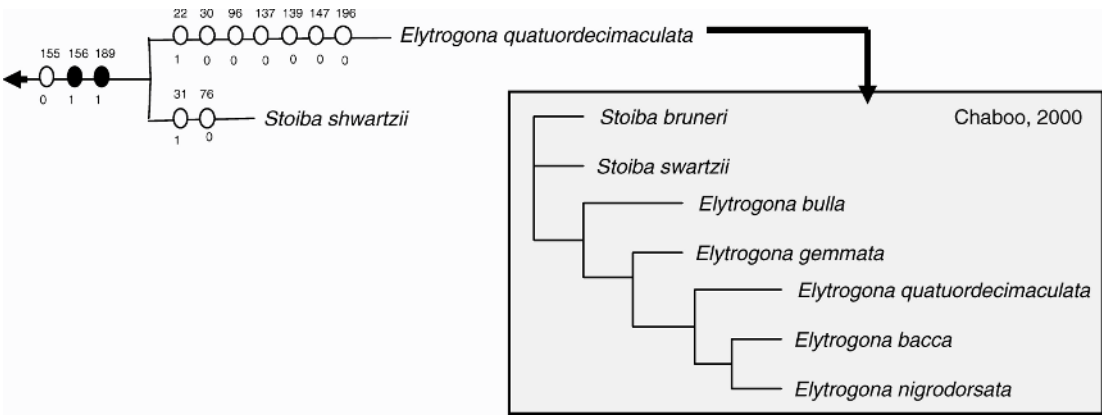 22 30 96 137 139 147 196
Elytrogona quatuordecimaculata
1 0 0 0 0 0 0
155 156 189
0 1 1
31 76
Stoiba shwartzii
1 0
Chaboo, 2000
Stoiba bruneri
Stoiba swartzii
Elytrogona bulla
Elytrogona gemmata
Elytrogona quatuordecimaculata
Elytrogona bacca
Elytrogona nigrodorsata